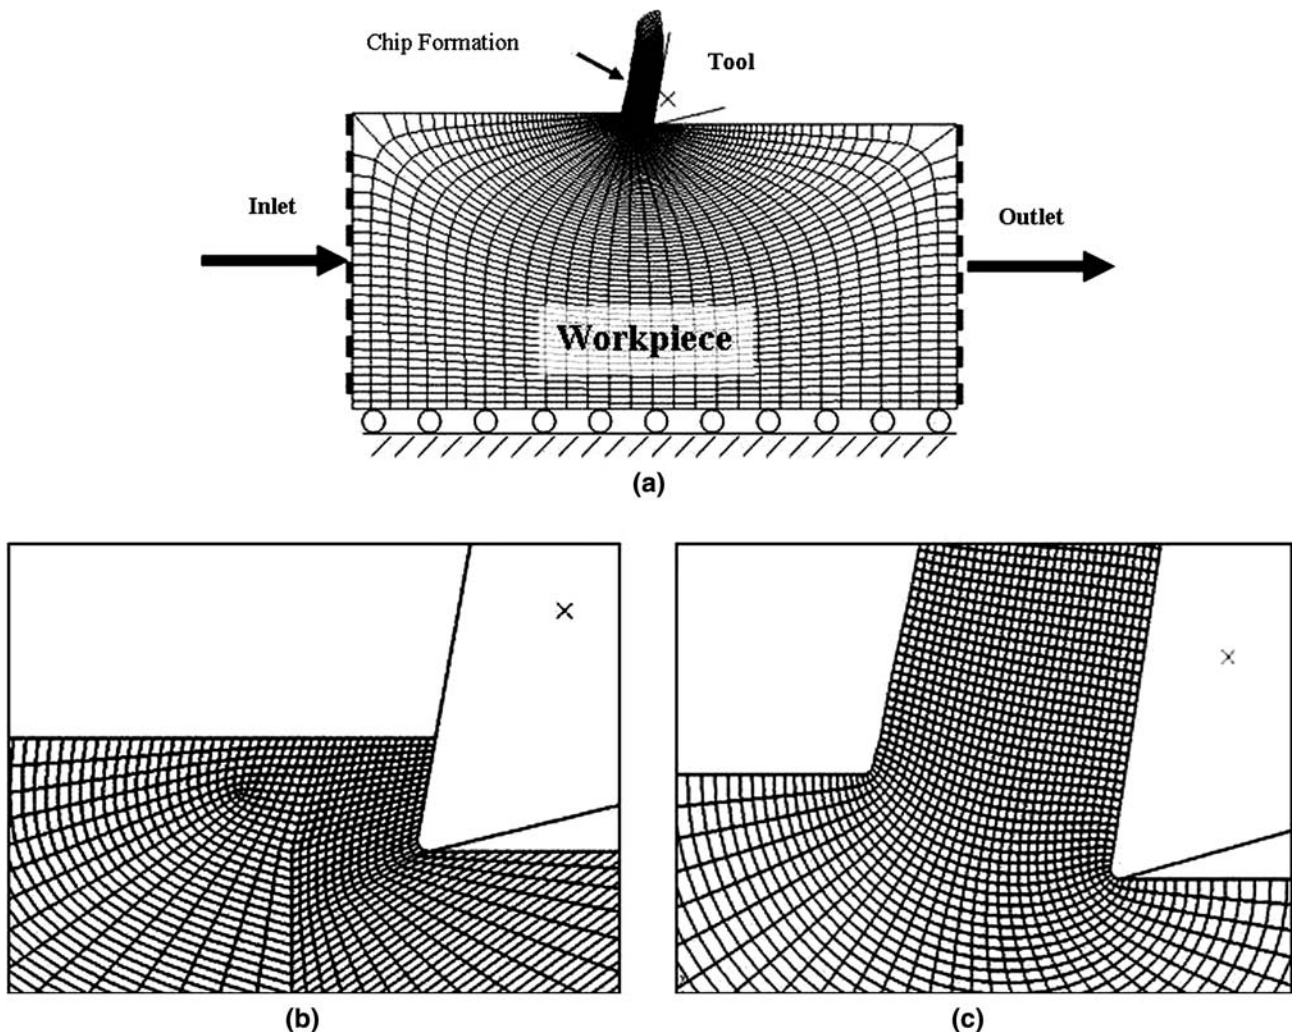 Chip Formation
Tool
Inlet
Outlet
Workpiece
(a)
(b)
(c)